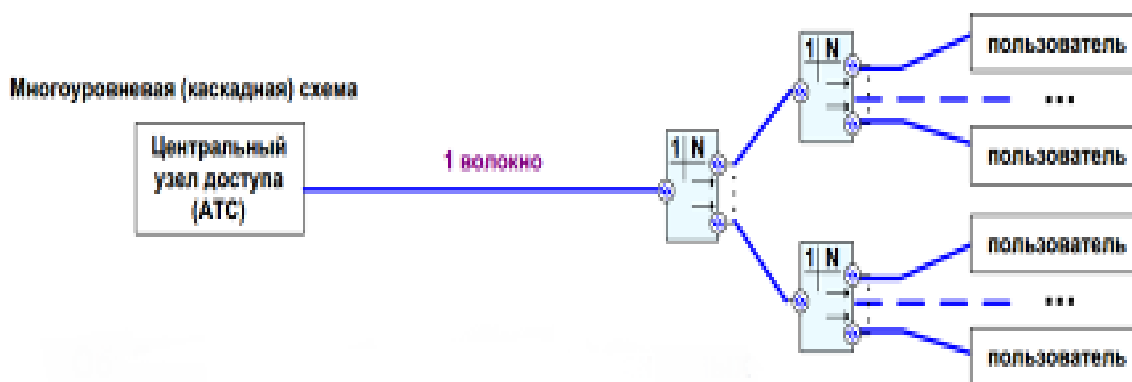 Многоуровневая (каскадная) схема
Центральный
узел доступа
(АТС)
1 волокно
1 N
1 N
пользователь
...
пользователь
1 N
пользователь
...
пользователь